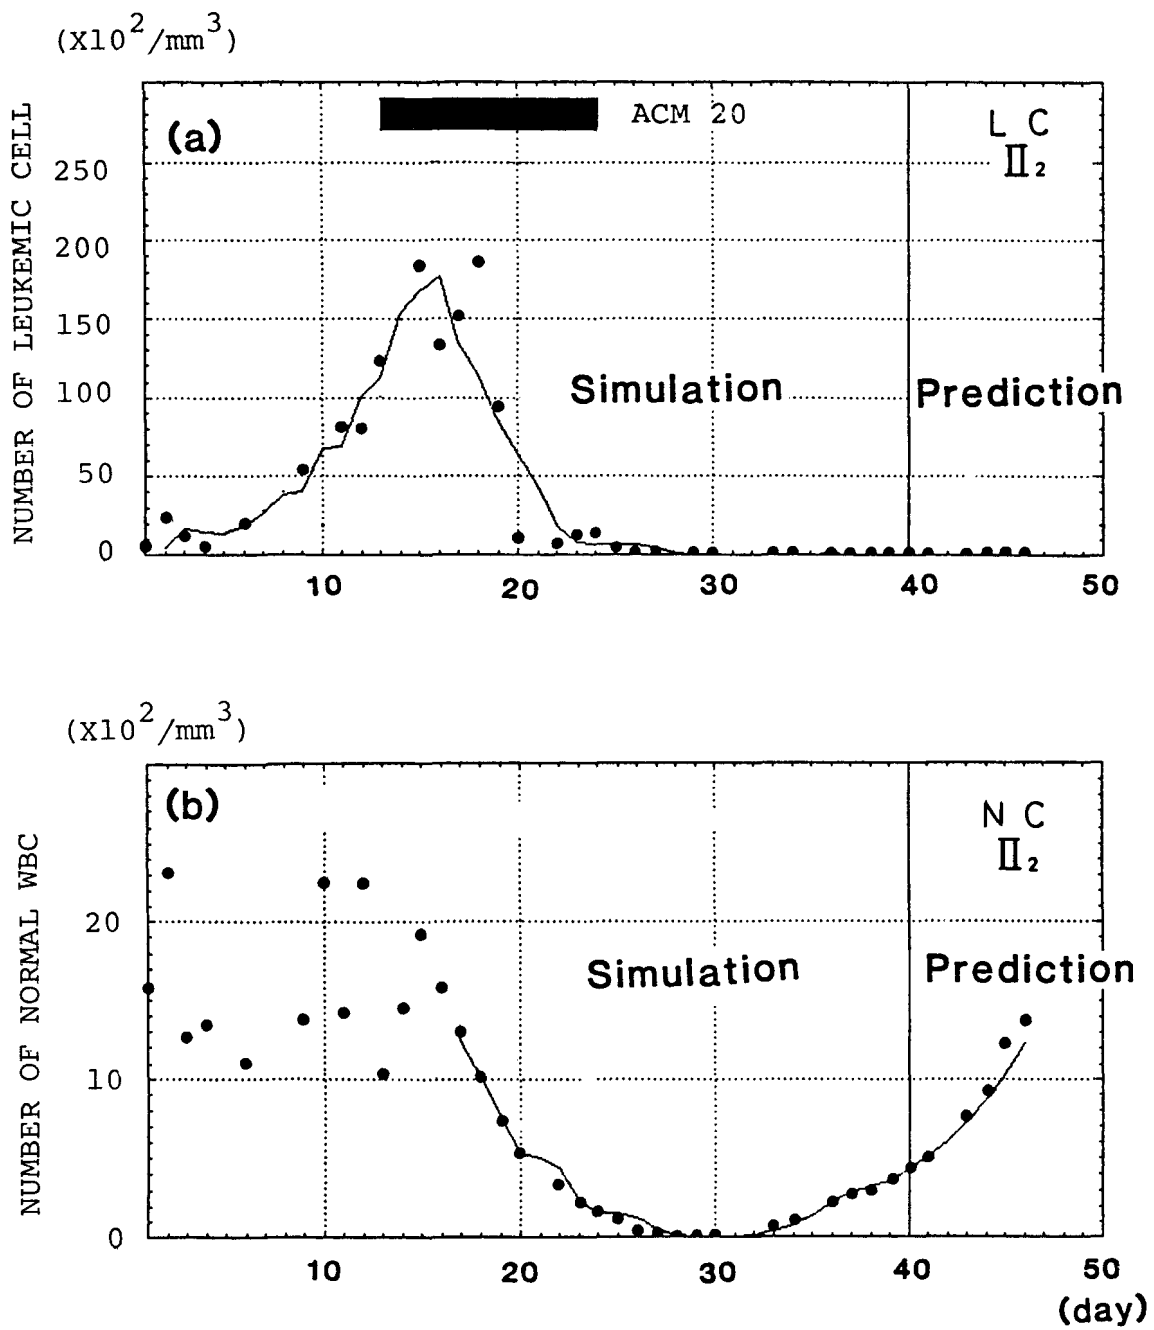 (X10²/mm³)
(a)
ACM 20
L C
II₂
NUMBER OF LEUKEMIC CELL
250
200
150
100
50
0
Simulation
Prediction
10 20 30 40 50
(X10²/mm³)
(b)
N C
II₂
NUMBER OF NORMAL WBC
20
10
0
Simulation
Prediction
10 20 30 40 50
(day)